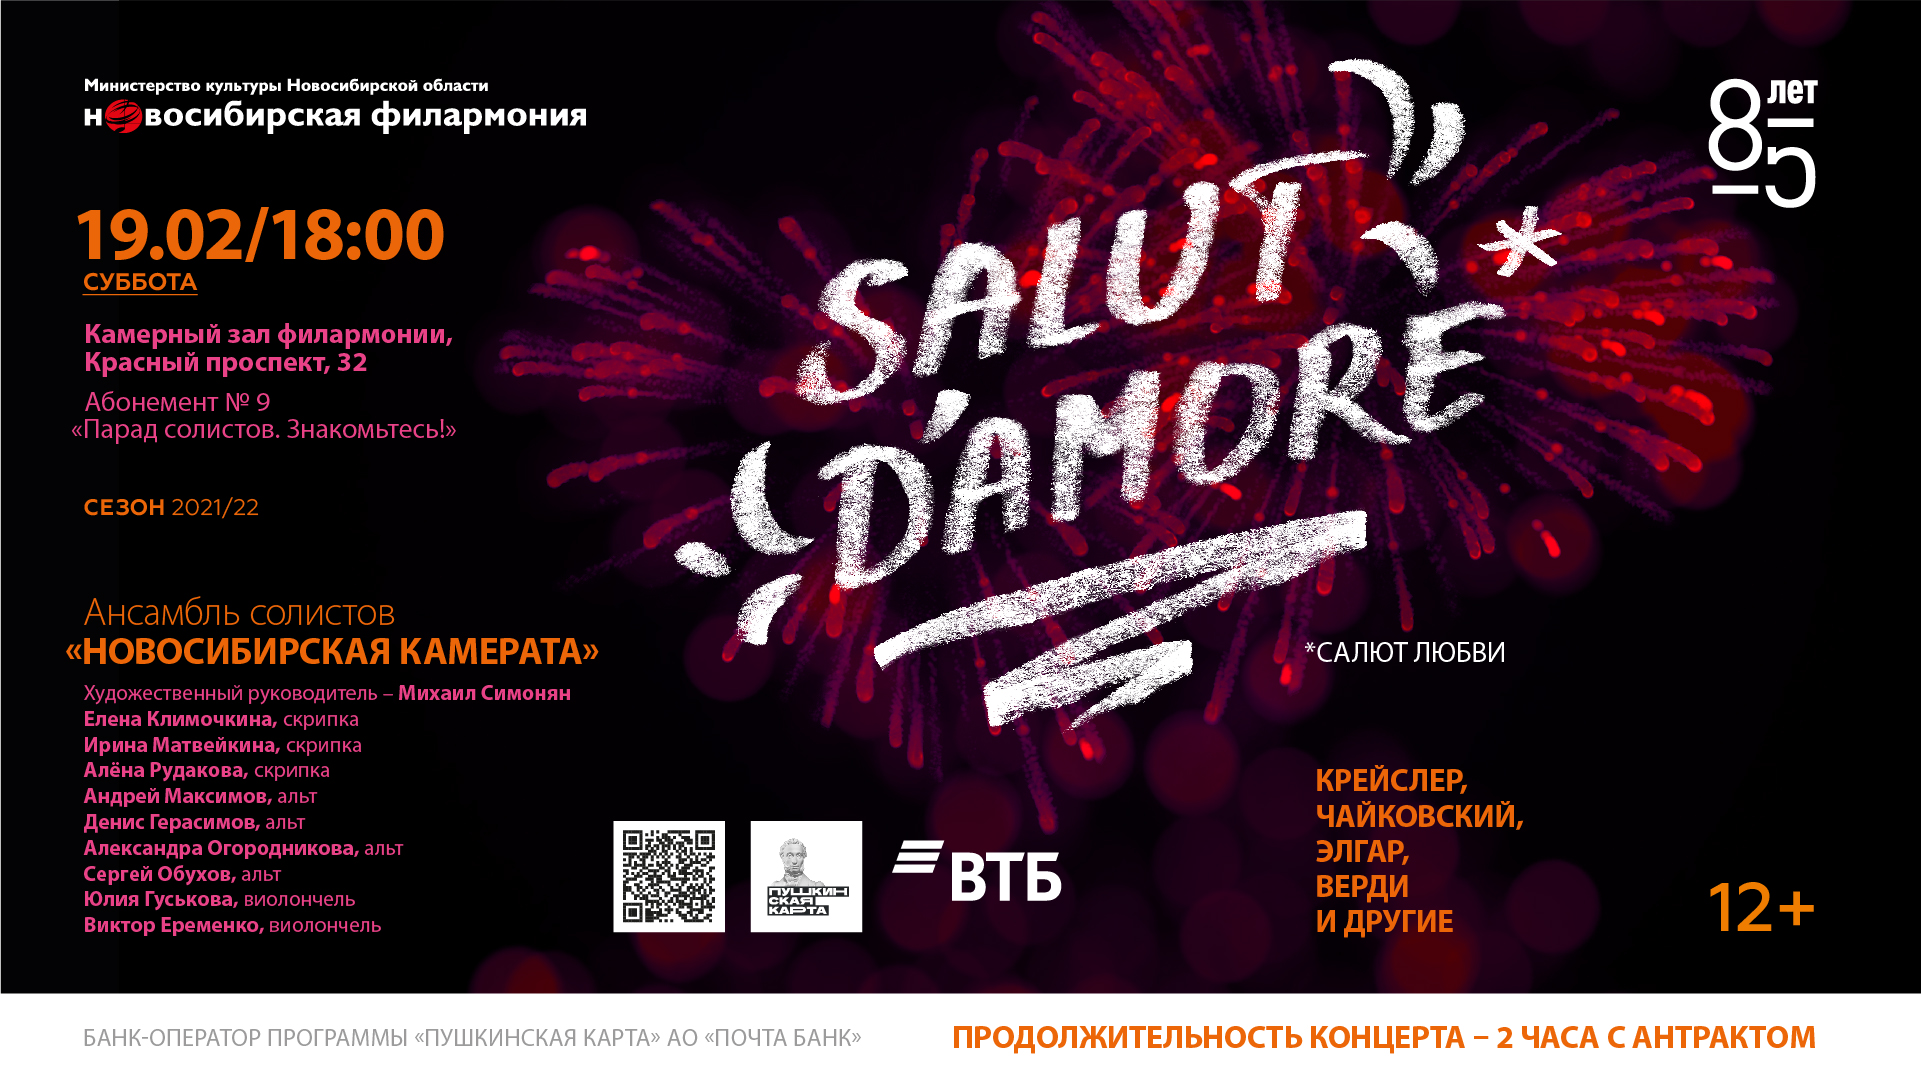 Министерство культуры Новосибирской области
новосибирская филармония
85 лет
19.02/18:00
СУББОТА
Камерный зал филармонии,
Красный проспект, 32
Абонемент № 9
«Парад солистов. Знакомьтесь!»
СЕЗОН 2021/22
SALUT
D'AMORE
*
*САЛЮТ ЛЮБВИ
Ансамбль солистов
«НОВОСИБИРСКАЯ КАМЕРАТА»
Художественный руководитель – Михаил Симонян
Елена Климочкина, скрипка
Ирина Матвейкина, скрипка
Алёна Рудакова, скрипка
Андрей Максимов, альт
Денис Герасимов, альт
Александра Огородникова, альт
Сергей Обухов, альт
Юлия Гуськова, виолончель
Виктор Еременко, виолончель
ПУШКИН
СКАЯ
КАРТА
ВТБ
КРЕЙСЛЕР,
ЧАЙКОВСКИЙ,
ЭЛГАР,
ВЕРДИ
И ДРУГИЕ
12+
БАНК-ОПЕРАТОР ПРОГРАММЫ «ПУШКИНСКАЯ КАРТА» АО «ПОЧТА БАНК»
ПРОДОЛЖИТЕЛЬНОСТЬ КОНЦЕРТА – 2 ЧАСА С АНТРАКТОМ